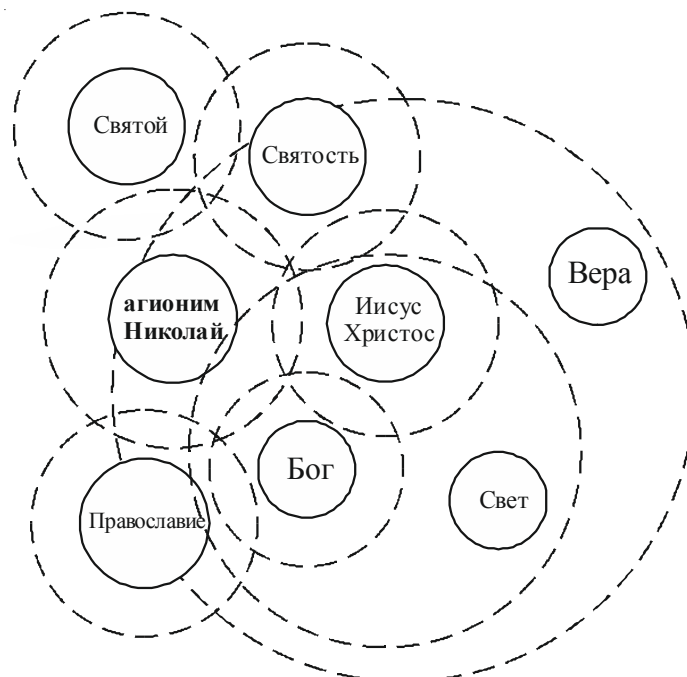 Святой
Святость
Вера
агионим
Николай
Иисус
Христос
Бог
Свет
Православие